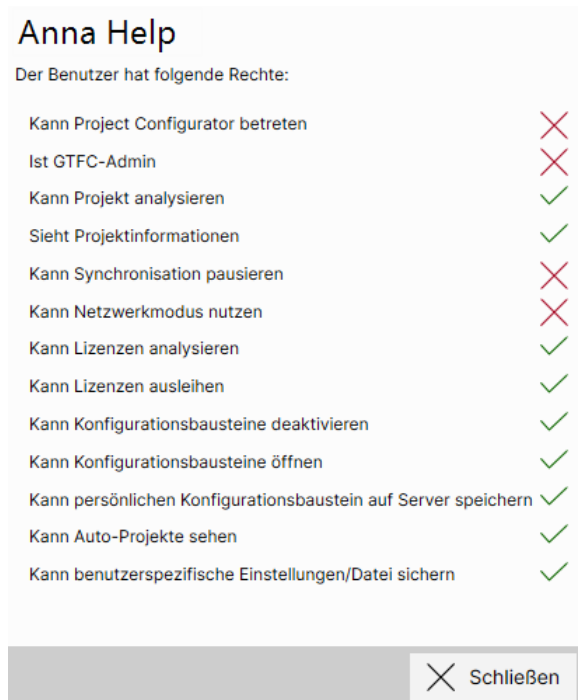 Anna Help
Der Benutzer hat folgende Rechte:
Kann Project Configurator betreten
Ist GTFC-Admin
Kann Projekt analysieren
Sieht Projektinformationen
Kann Synchronisation pausieren
Kann Netzwerkmodus nutzen
Kann Lizenzen analysieren
Kann Lizenzen ausleihen
Kann Konfigurationsbausteine deaktivieren
Kann Konfigurationsbausteine öffnen
Kann persönlichen Konfigurationsbaustein auf Server speichern
Kann Auto-Projekte sehen
Kann benutzerspezifische Einstellungen/Datei sichern
Schließen